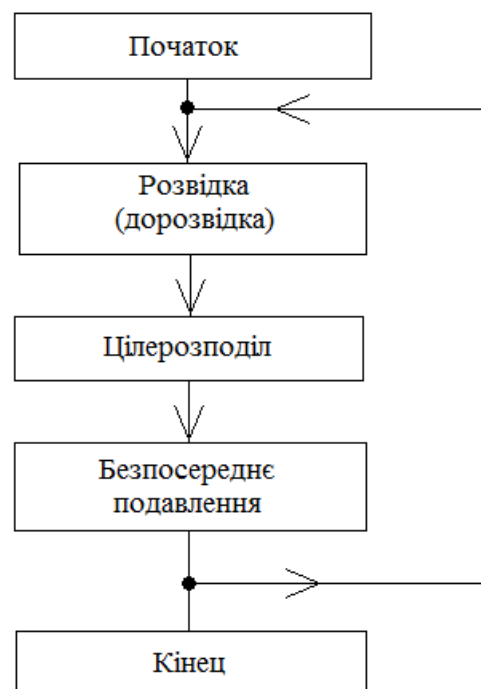 Початок
Розвідка
(дорозвідка)
Цілерозподіл
Безпосереднє
подавлення
Кінец